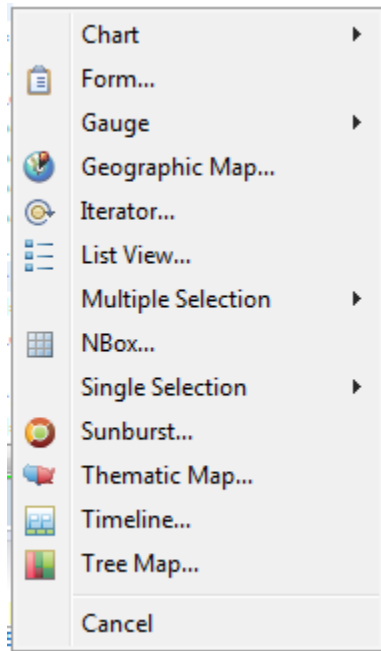 Chart
Form...
Gauge
Geographic Map...
Iterator...
List View...
Multiple Selection
NBox...
Single Selection
Sunburst...
Thematic Map...
Timeline...
Tree Map...
Cancel